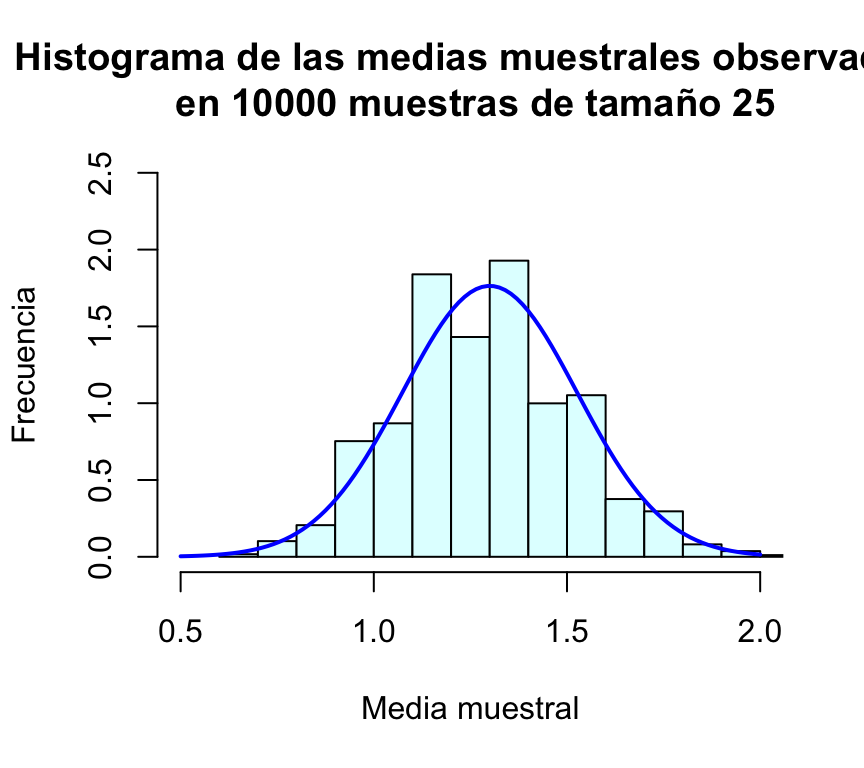 Histograma de las medias muestrales observa
en 10000 muestras de tamaño 25
2.5
2.0
1.5
1.0
0.5
0.0
Frecuencia
0.5 1.0 1.5 2.0
Media muestral